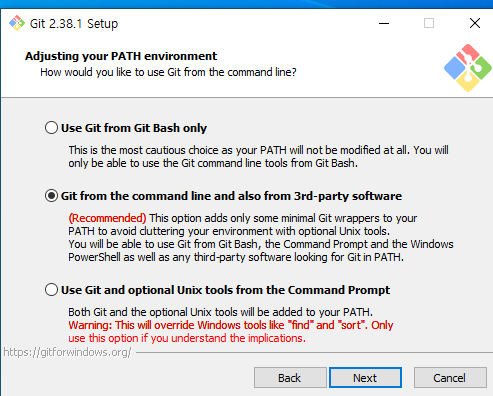 Git 2.38.1 Setup
Adjusting your PATH environment
How would you like to use Git from the command line?
Use Git from Git Bash only
This is the most cautious choice as your PATH will not be modified at all. You will
only be able to use the Git command line tools from Git Bash.
Git from the command line and also from 3rd-party software
(Recommended) This option adds only some minimal Git wrappers to your
PATH to avoid cluttering your environment with optional Unix tools.
You will be able to use Git from Git Bash, the Command Prompt and the Windows
PowerShell as well as any third-party software looking for Git in PATH.
Use Git and optional Unix tools from the Command Prompt
Both Git and the optional Unix tools will be added to your PATH.
Warning: This will override Windows tools like "find" and "sort". Only
use this option if you understand the implications.
https://gitforwindows.org/
Back Next Cancel